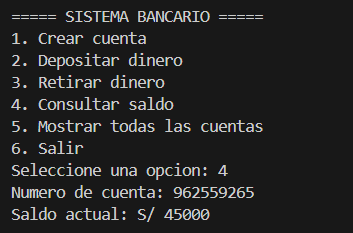 ===== SISTEMA BANCARIO =====
1. Crear cuenta
2. Depositar dinero
3. Retirar dinero
4. Consultar saldo
5. Mostrar todas las cuentas
6. Salir
Seleccione una opcion: 4
Numero de cuenta: 962559265
Saldo actual: S/ 45000